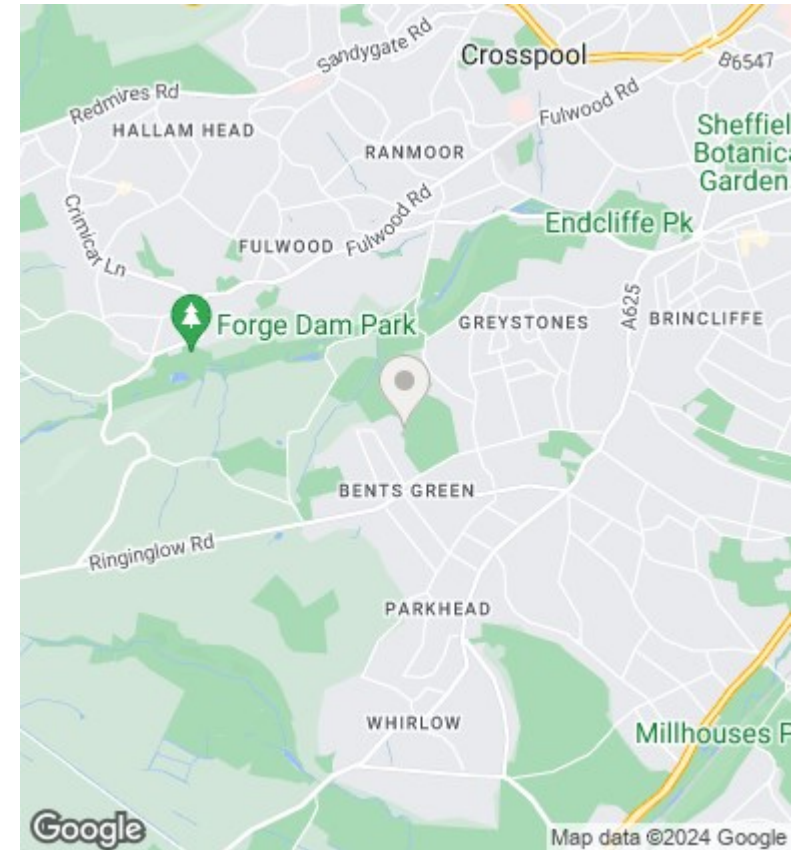 Sandygate Rd
Crosspool
B6547
Redmires Rd
HALLAM HEAD
Fulwood Rd
RANMOOR
Sheffiel
Botanica
Garden
Crimicar Ln
Fulwood Rd
FULWOOD
Endcliffe Pk
Forge Dam Park
GREYSTONES
A625
BRINCLIFFE
BENTS GREEN
Ringinglow Rd
PARKHEAD
WHIRLOW
Millhouses P
Google
Map data ©2024 Google